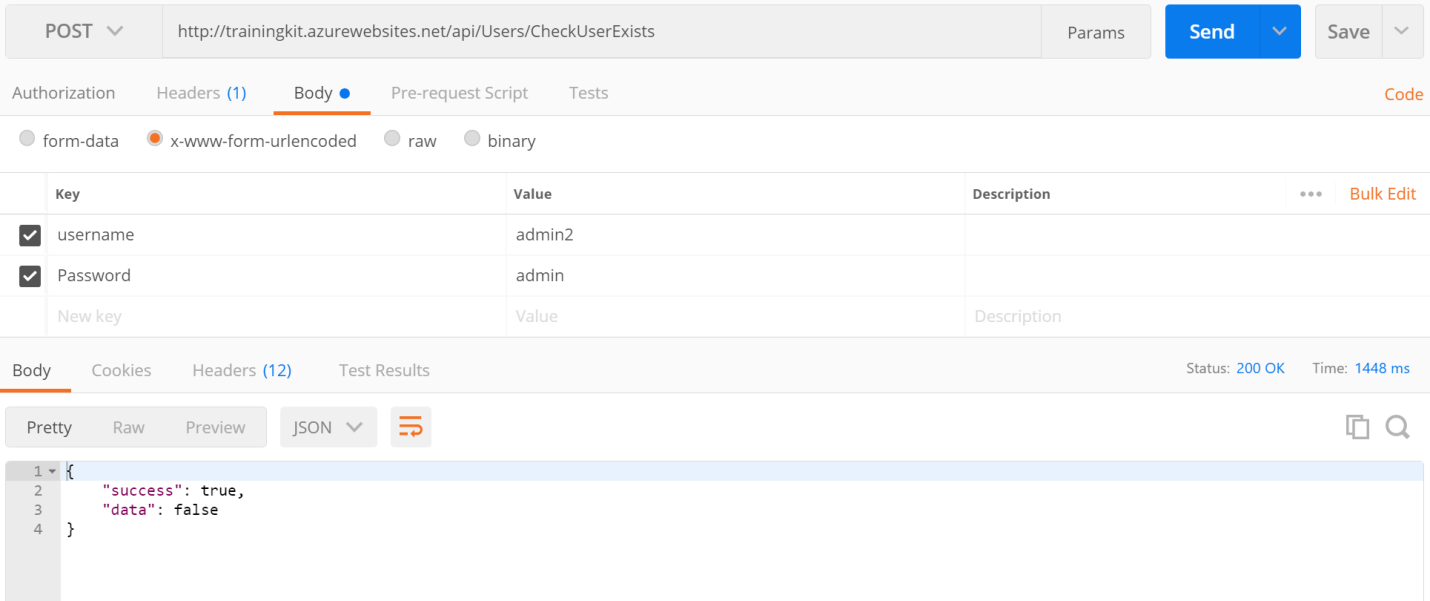 POST http://trainingkit.azurewebsites.net/api/Users/CheckUserExists Params Send Save
Authorization Headers (1) Body Pre-request Script Tests Code
form-data x-www-form-urlencoded raw binary
Key Value Description ••• Bulk Edit
username admin2
Password admin
New key Value Description
Body Cookies Headers (12) Test Results Status: 200 OK Time: 1448 ms
Pretty Raw Preview JSON
1 {
2 "success": true,
3 "data": false
4 }